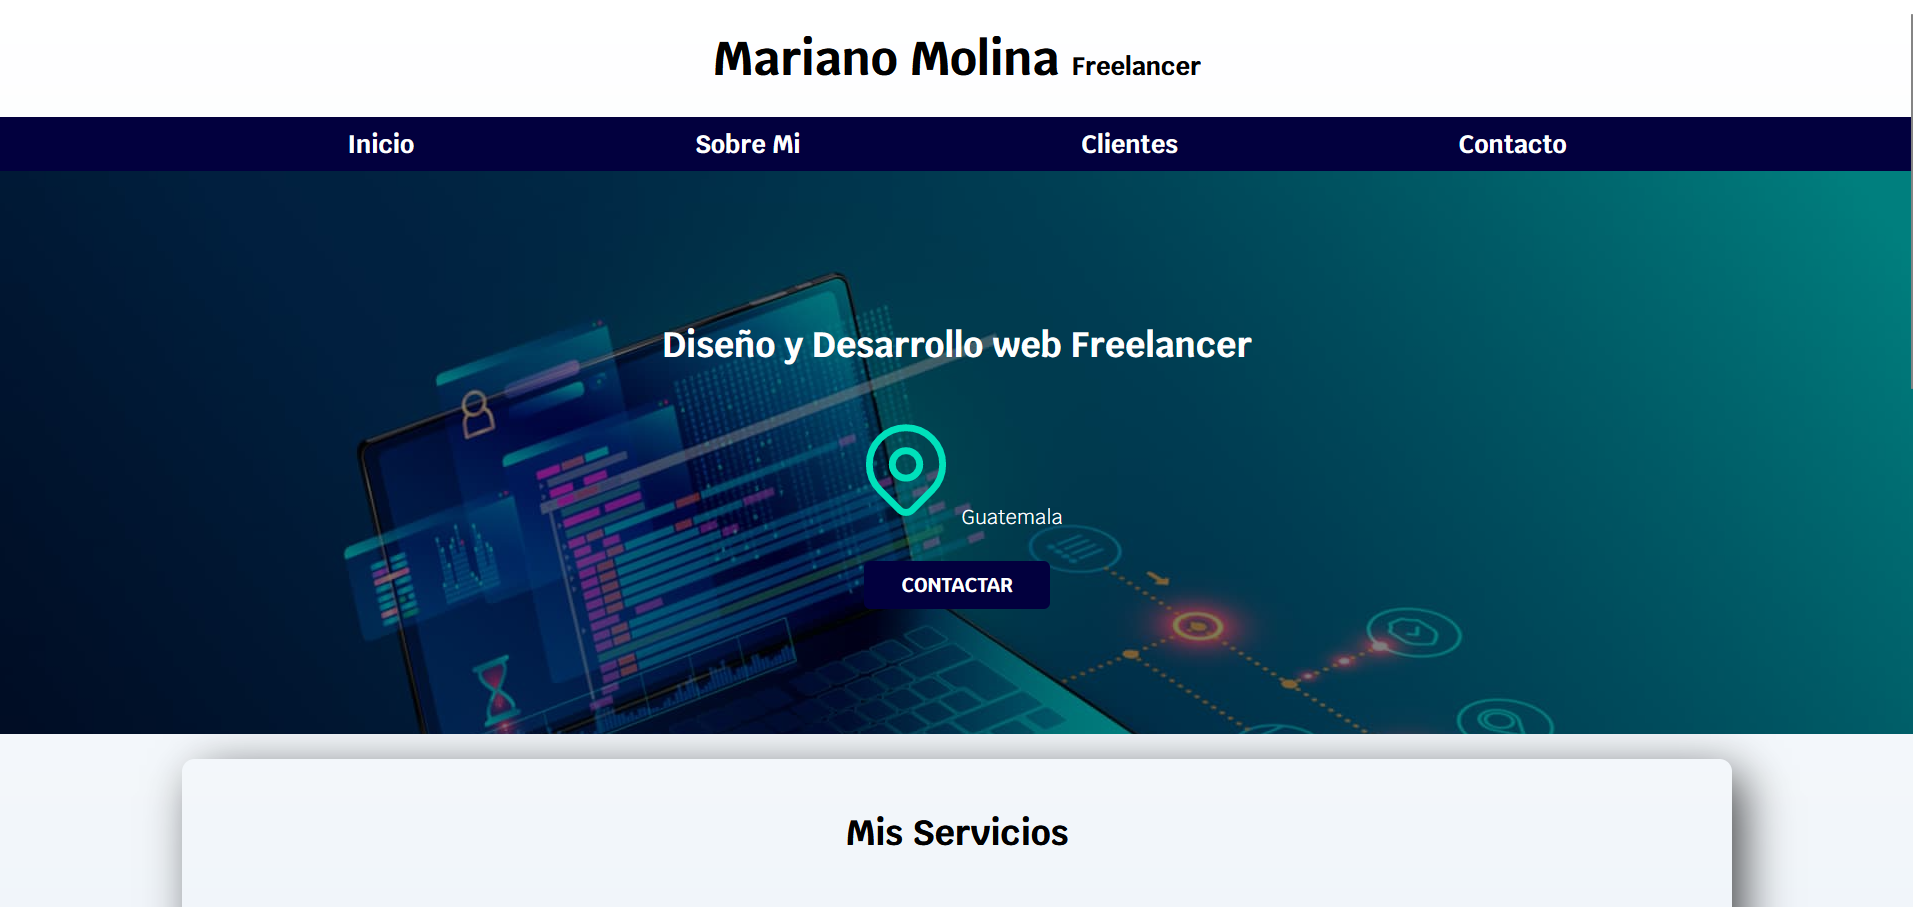 Mariano Molina Freelancer
Inicio Sobre Mi Clientes Contacto
Diseño y Desarrollo web Freelancer
Guatemala
CONTACTAR
Mis Servicios